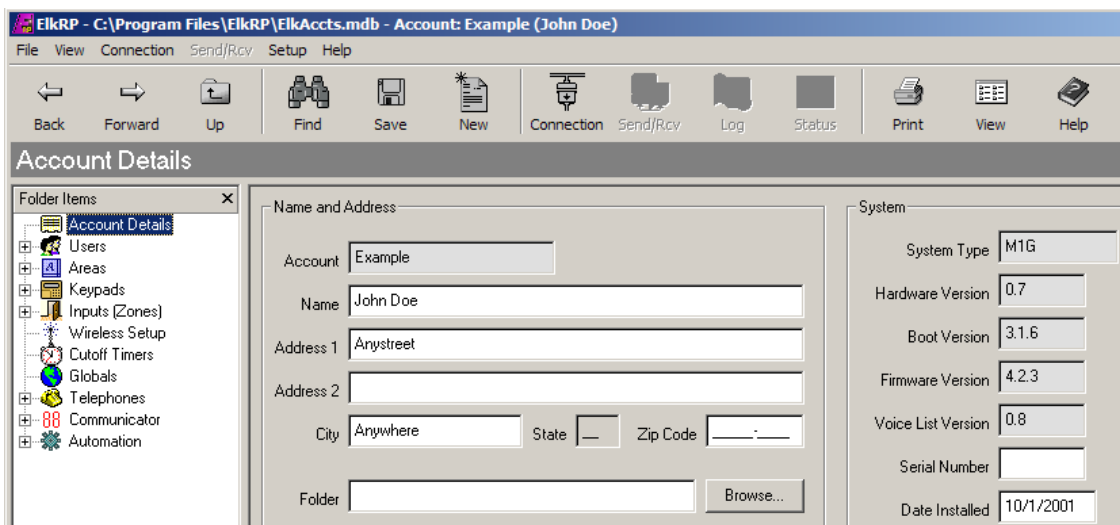 ElkRP - C:\Program Files\ElkRP\ElkAccts.mdb - Account: Example (John Doe)
File View Connection Send/Rcv Setup Help
Back Forward Up Find Save New Connection Send/Rcv Log Status Print View Help
Account Details
Folder Items
Account Details
Users
Areas
Keypads
Inputs (Zones)
Wireless Setup
Cutoff Timers
Globals
Telephones
88 Communicator
Automation
Name and Address
Account Example
Name John Doe
Address 1 Anystreet
Address 2
City Anywhere State __ Zip Code _____-____
Folder Browse...
System
System Type M1G
Hardware Version 0.7
Boot Version 3.1.6
Firmware Version 4.2.3
Voice List Version 0.8
Serial Number
Date Installed 10/1/2001